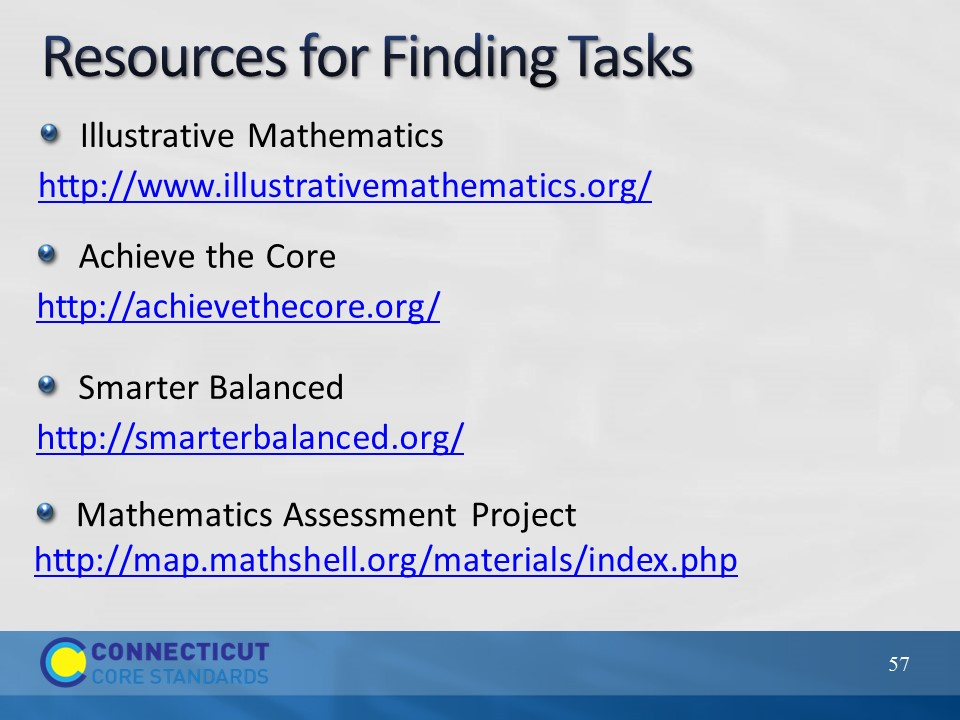 Resources for Finding Tasks
Illustrative Mathematics
http://www.illustrativemathematics.org/
Achieve the Core
http://achievethecore.org/
Smarter Balanced
http://smarterbalanced.org/
Mathematics Assessment Project
http://map.mathshell.org/materials/index.php
CONNECTICUT
CORE STANDARDS
57